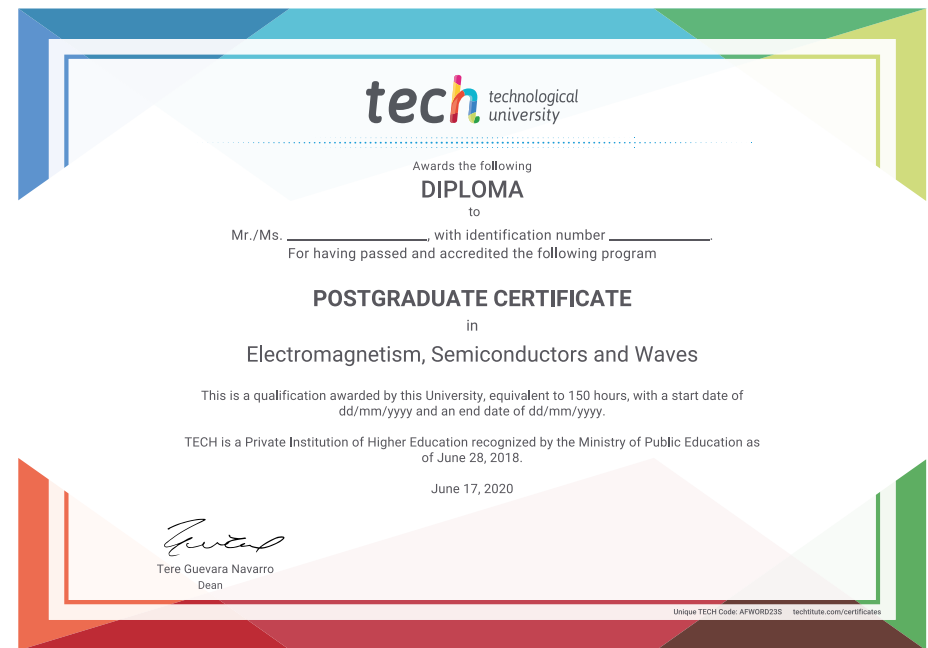 tech technological
university
Awards the following
DIPLOMA
to
Mr./Ms. ____________________, with identification number ______________.
For having passed and accredited the following program
POSTGRADUATE CERTIFICATE
in
Electromagnetism, Semiconductors and Waves
This is a qualification awarded by this University, equivalent to 150 hours, with a start date of
dd/mm/yyyy and an end date of dd/mm/yyyy.
TECH is a Private Institution of Higher Education recognized by the Ministry of Public Education as
of June 28, 2018.
June 17, 2020
Tere Guevara Navarro
Dean
Unique TECH Code: AFWORD23S techtitute.com/certificates